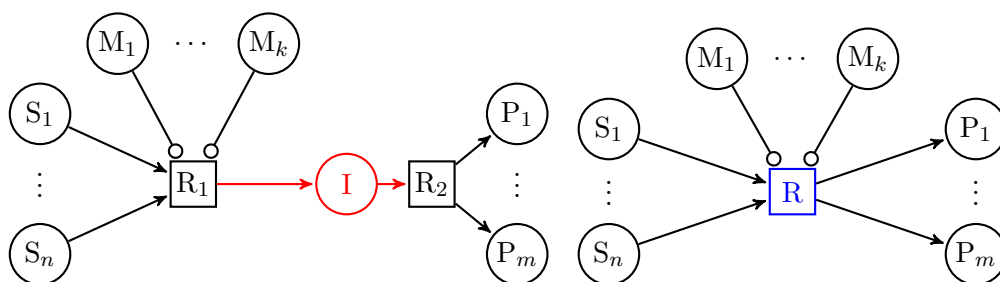 M₁ ⋯ Mₖ
S₁
⋮
Sₙ
R₁
I
R₂
P₁
⋮
Pₘ
M₁ ⋯ Mₖ
S₁
⋮
Sₙ
R
P₁
⋮
Pₘ